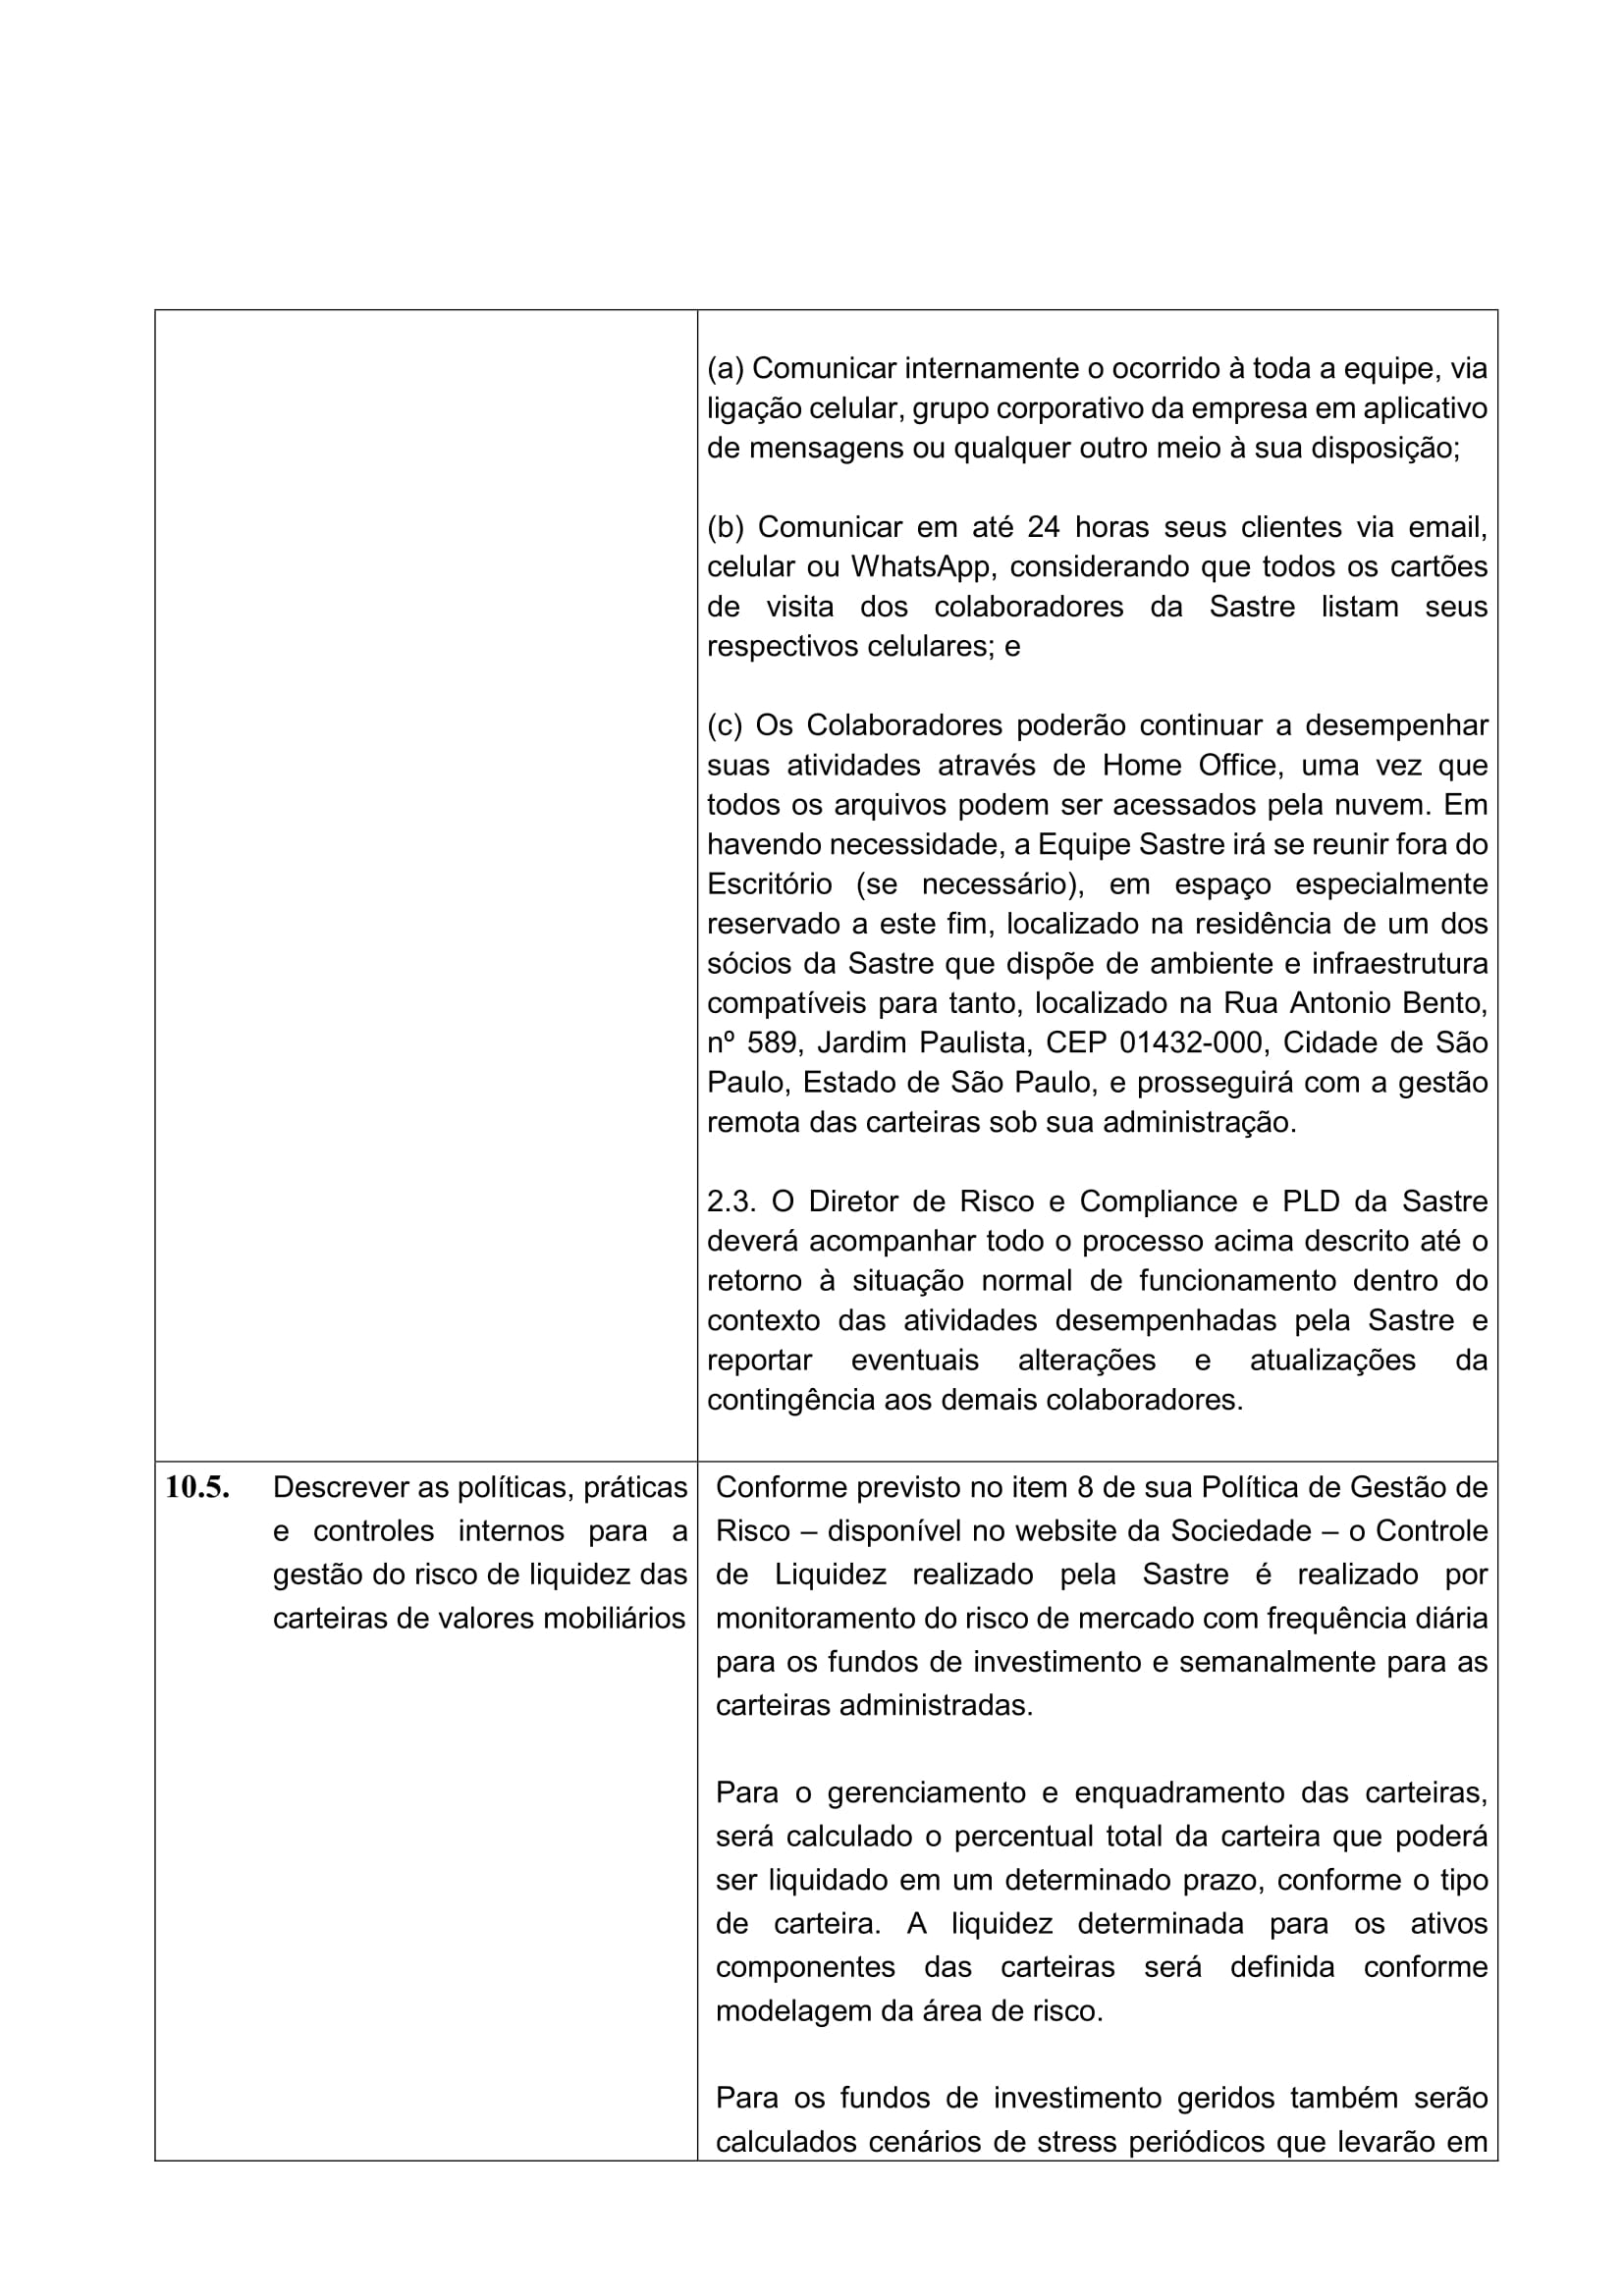 (a) Comunicar internamente o ocorrido à toda a equipe, via
ligação celular, grupo corporativo da empresa em aplicativo
de mensagens ou qualquer outro meio à sua disposição;
(b) Comunicar em até 24 horas seus clientes via email,
celular ou WhatsApp, considerando que todos os cartões
de visita dos colaboradores da Sastre listam seus
respectivos celulares; e
(c) Os Colaboradores poderão continuar a desempenhar
suas atividades através de Home Office, uma vez que
todos os arquivos podem ser acessados pela nuvem. Em
havendo necessidade, a Equipe Sastre irá se reunir fora do
Escritório (se necessário), em espaço especialmente
reservado a este fim, localizado na residência de um dos
sócios da Sastre que dispõe de ambiente e infraestrutura
compatíveis para tanto, localizado na Rua Antonio Bento,
nº 589, Jardim Paulista, CEP 01432-000, Cidade de São
Paulo, Estado de São Paulo, e prosseguirá com a gestão
remota das carteiras sob sua administração.
2.3. O Diretor de Risco e Compliance e PLD da Sastre
deverá acompanhar todo o processo acima descrito até o
retorno à situação normal de funcionamento dentro do
contexto das atividades desempenhadas pela Sastre e
reportar eventuais alterações e atualizações da
contingência aos demais colaboradores.
10.5. Descrever as políticas, práticas
e controles internos para a
gestão do risco de liquidez das
carteiras de valores mobiliários
Conforme previsto no item 8 de sua Política de Gestão de
Risco – disponível no website da Sociedade – o Controle
de Liquidez realizado pela Sastre é realizado por
monitoramento do risco de mercado com frequência diária
para os fundos de investimento e semanalmente para as
carteiras administradas.
Para o gerenciamento e enquadramento das carteiras,
será calculado o percentual total da carteira que poderá
ser liquidado em um determinado prazo, conforme o tipo
de carteira. A liquidez determinada para os ativos
componentes das carteiras será definida conforme
modelagem da área de risco.
Para os fundos de investimento geridos também serão
calculados cenários de stress periódicos que levarão em